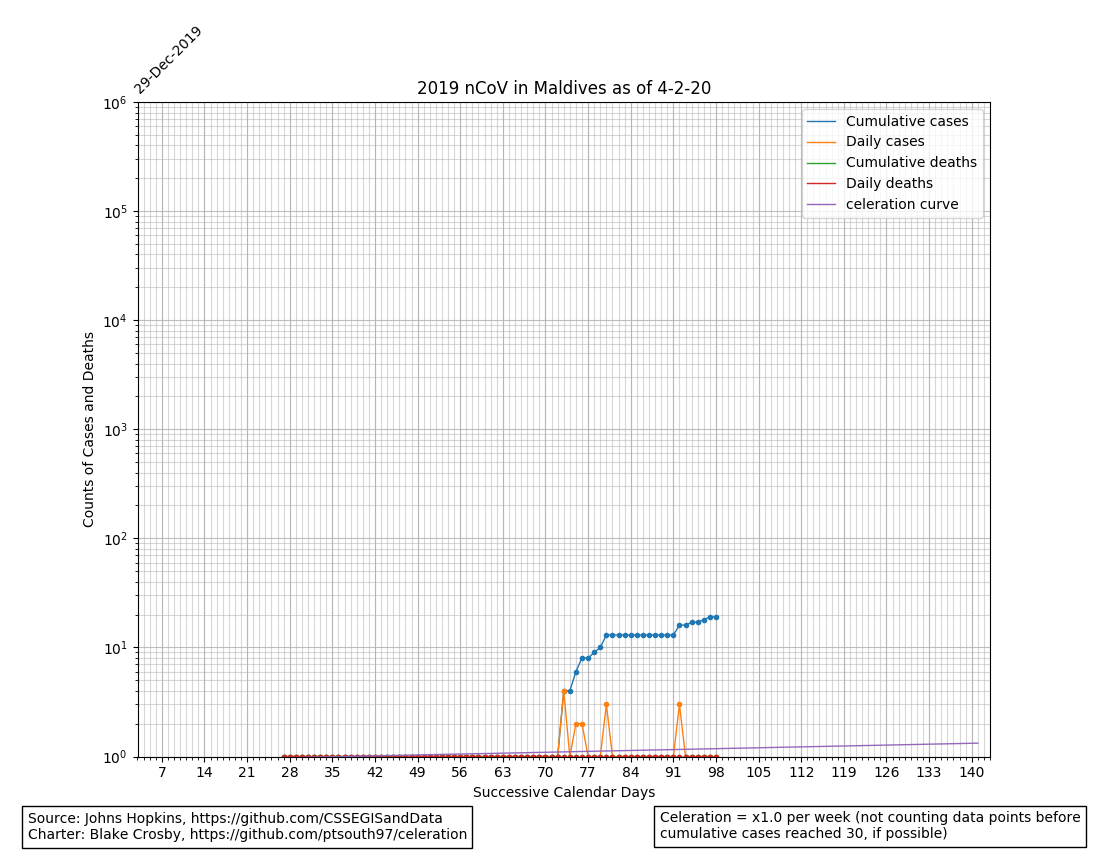 29-Dec-2019
2019 nCoV in Maldives as of 4-2-20
Cumulative cases
Daily cases
Cumulative deaths
Daily deaths
celeration curve
Counts of Cases and Deaths
10^6
10^5
10^4
10^3
10^2
10^1
10^0
7 14 21 28 35 42 49 56 63 70 77 84 91 98 105 112 119 126 133 140
Successive Calendar Days
Source: Johns Hopkins, https://github.com/CSSEGISandData
Charter: Blake Crosby, https://github.com/ptsouth97/celeration
Celeration = x1.0 per week (not counting data points before
cumulative cases reached 30, if possible)